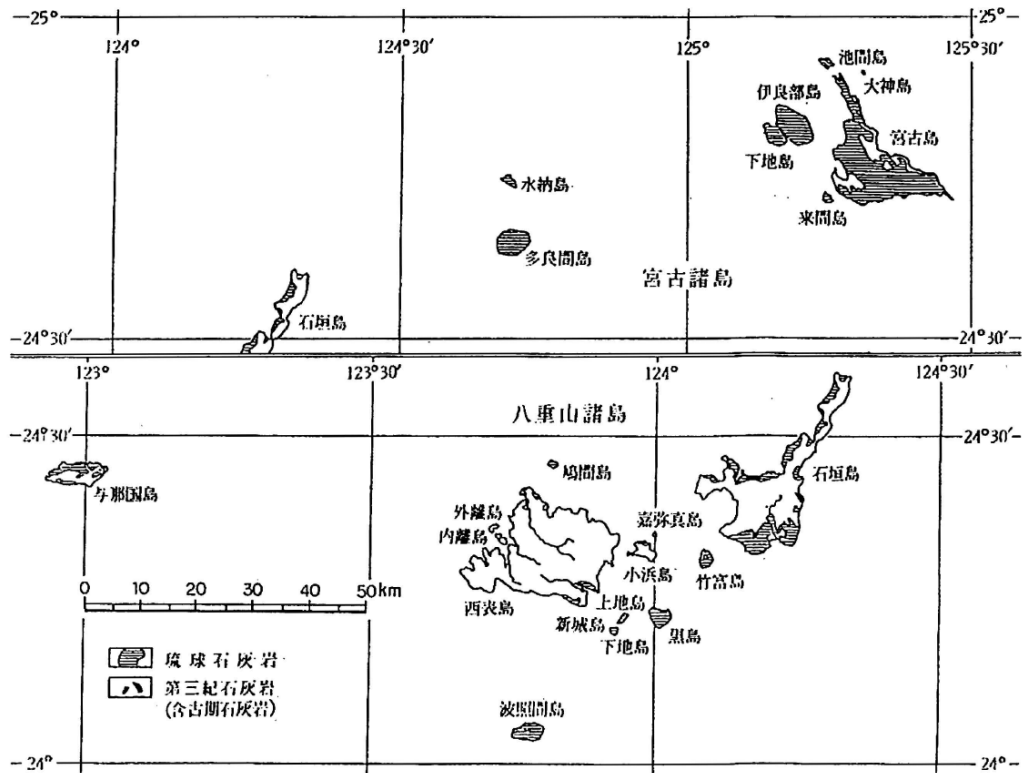 25°
25°
124°
124°30′
125°
125°30′
池間島
大神島
伊良部島
宮古島
下地島
水納島
来間島
多良間島
宮古諸島
石垣島
24°30′
24°30′
123°
123°30′
124°
124°30′
八重山諸島
24°30′
24°30′
鳩間島
石垣島
与那国島
外離島
嘉弥真島
内離島
小浜島
竹富島
0 10 20 30 40 50km
西表島
上地島
新城島
黒島
下地島
琉球石灰岩
第三紀石灰岩
(含古期石灰岩)
波照間島
24°
24°